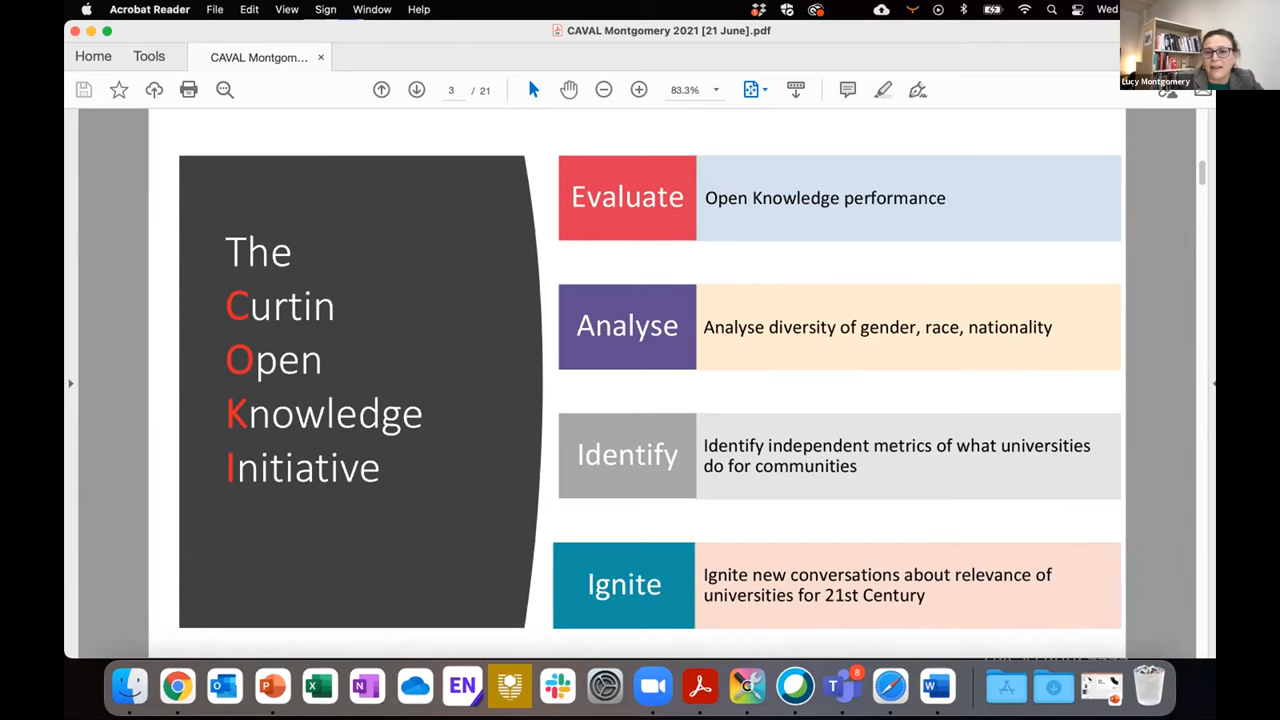 Acrobat Reader File Edit View Sign Window Help Wed
CAVAL Montgomery 2021 [21 June].pdf
Home Tools CAVAL Montgom... ×
3 / 21 83.3%
Lucy Montgomery
The
Curtin
Open
Knowledge
Initiative
Evaluate
Open Knowledge performance
Analyse
Analyse diversity of gender, race, nationality
Identify
Identify independent metrics of what universities
do for communities
Ignite
Ignite new conversations about relevance of
universities for 21st Century
EN
8